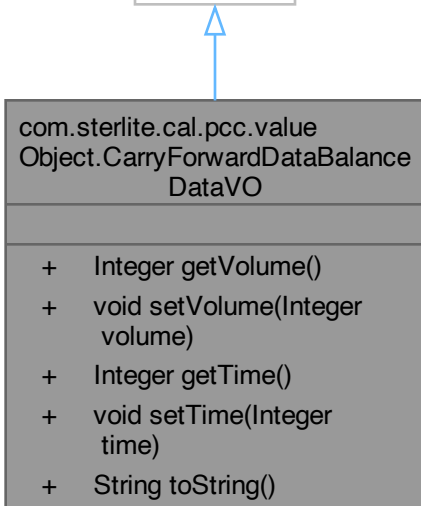 com.sterlite.cal.pcc.value
Object.CarryForwardDataBalance
DataVO
+ Integer getVolume()
+ void setVolume(Integer
volume)
+ Integer getTime()
+ void setTime(Integer
time)
+ String toString()